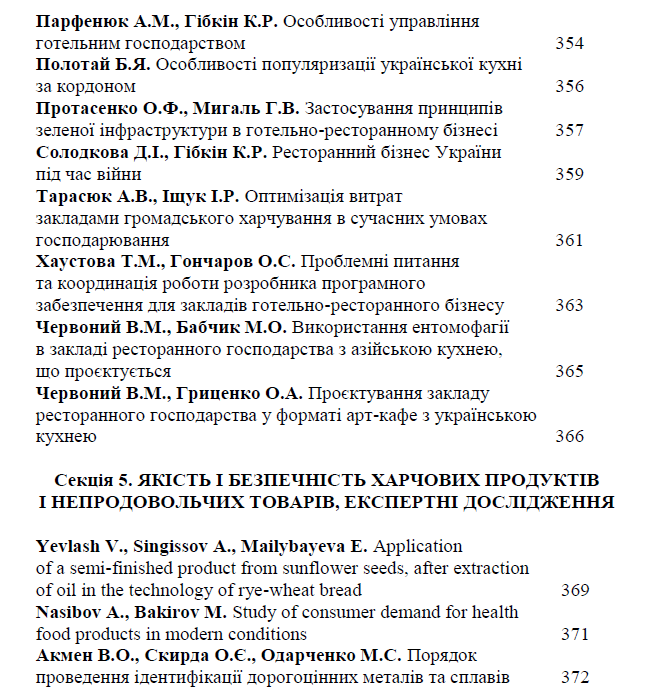 Парфенюк А.М., Гібкін К.Р. Особливості управління
готельним господарством 354
Полотай Б.Я. Особливості популяризації української кухні
за кордоном 356
Протасенко О.Ф., Мигаль Г.В. Застосування принципів
зеленої інфраструктури в готельно-ресторанному бізнесі 357
Солодкова Д.І., Гібкін К.Р. Ресторанний бізнес України
під час війни 359
Тарасюк А.В., Іщук І.Р. Оптимізація витрат
закладами громадського харчування в сучасних умовах
господарювання 361
Хаустова Т.М., Гончаров О.С. Проблемні питання
та координація роботи розробника програмного
забезпечення для закладів готельно-ресторанного бізнесу 363
Червоний В.М., Бабчик М.О. Використання ентомофагії
в закладі ресторанного господарства з азійською кухнею,
що проєктується 365
Червоний В.М., Гриценко О.А. Проєктування закладу
ресторанного господарства у форматі арт-кафе з українською
кухнею 366
Секція 5. ЯКІСТЬ І БЕЗПЕЧНІСТЬ ХАРЧОВИХ ПРОДУКТІВ
І НЕПРОДОВОЛЬЧИХ ТОВАРІВ, ЕКСПЕРТНІ ДОСЛІДЖЕННЯ
Yevlash V., Singissov A., Mailybayeva E. Application
of a semi-finished product from sunflower seeds, after extraction
of oil in the technology of rye-wheat bread 369
Nasibov A., Bakirov M. Study of consumer demand for health
food products in modern conditions 371
Акмен В.О., Скирда О.Є., Одарченко М.С. Порядок
проведення ідентифікації дорогоцінних металів та сплавів 372